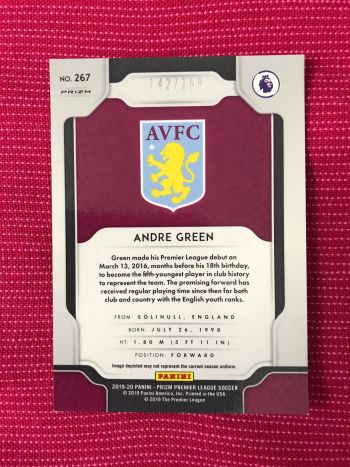 NO. 267
PRIZM
142/199
AVFC
ANDRE GREEN
Green made his Premier League debut on
March 13, 2016, months before his 18th birthday,
to become the fifth-youngest player in club history
to represent the team. The promising forward has
received regular playing time since then for both
club and country with the English youth ranks.
FROM: SOLIHULL, ENGLAND
BORN: JULY 26, 1998
HT: 1.80 M (5 FT 11 IN)
POSITION: FORWARD
Image depicted may not represent the current season uniform.
PANINI
2019-20 PANINI - PRIZM PREMIER LEAGUE SOCCER
© 2019 Panini America, Inc. Printed in the USA.
© 2019 The Premier League